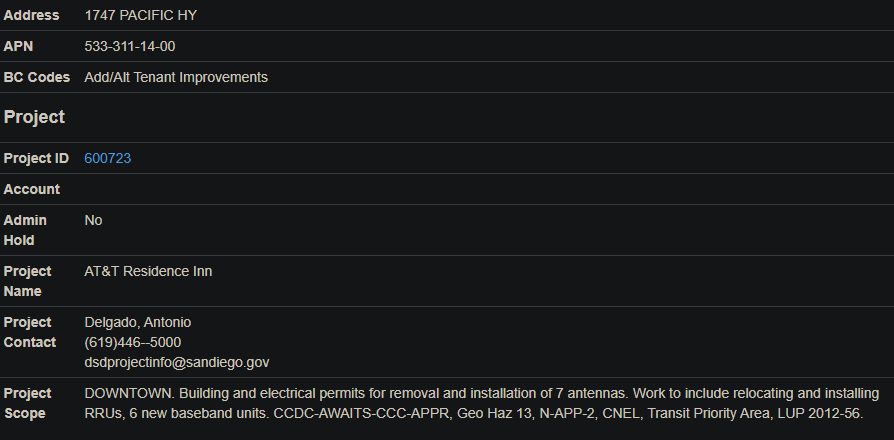 Address 1747 PACIFIC HY
APN 533-311-14-00
BC Codes Add/Alt Tenant Improvements
Project
Project ID 600723
Account
Admin Hold No
Project Name AT&T Residence Inn
Project Contact Delgado, Antonio
(619)446--5000
dsdprojectinfo@sandiego.gov
Project Scope DOWNTOWN. Building and electrical permits for removal and installation of 7 antennas. Work to include relocating and installing
RRUs, 6 new baseband units. CCDC-AWAITS-CCC-APPR, Geo Haz 13, N-APP-2, CNEL, Transit Priority Area, LUP 2012-56.